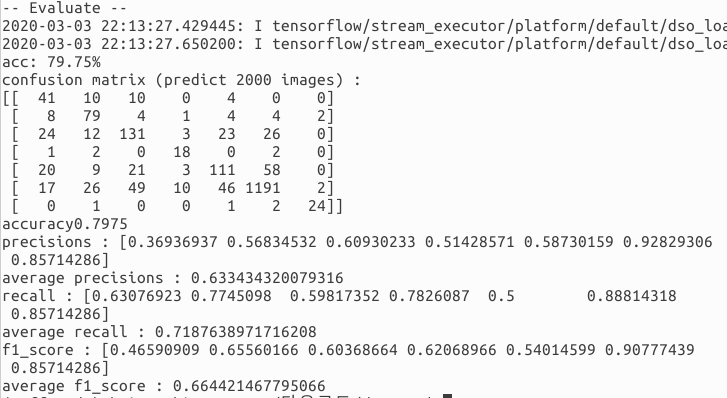 -- Evaluate --
2020-03-03 22:13:27.429445: I tensorflow/stream_executor/platform/default/dso_loa
2020-03-03 22:13:27.650200: I tensorflow/stream_executor/platform/default/dso_loa
acc: 79.75%
confusion matrix (predict 2000 images) :
[[  41   10   10    0    4    0    0]
 [   8   79    4    1    4    4    2]
 [  24   12  131    3   23   26    0]
 [   1    2    0   18    0    2    0]
 [  20    9   21    3  111   58    0]
 [  17   26   49   10   46 1191    2]
 [   0    1    0    0    1    2   24]]
accuracy0.7975
precisions : [0.36936937 0.56834532 0.60930233 0.51428571 0.58730159 0.92829306
 0.85714286]
average precisions : 0.633434320079316
recall : [0.63076923 0.7745098  0.59817352 0.7826087  0.5        0.88814318
 0.85714286]
average recall : 0.7187638971716208
f1_score : [0.46590909 0.65560166 0.60368664 0.62068966 0.54014599 0.90777439
 0.85714286]
average f1_score : 0.664421467795066